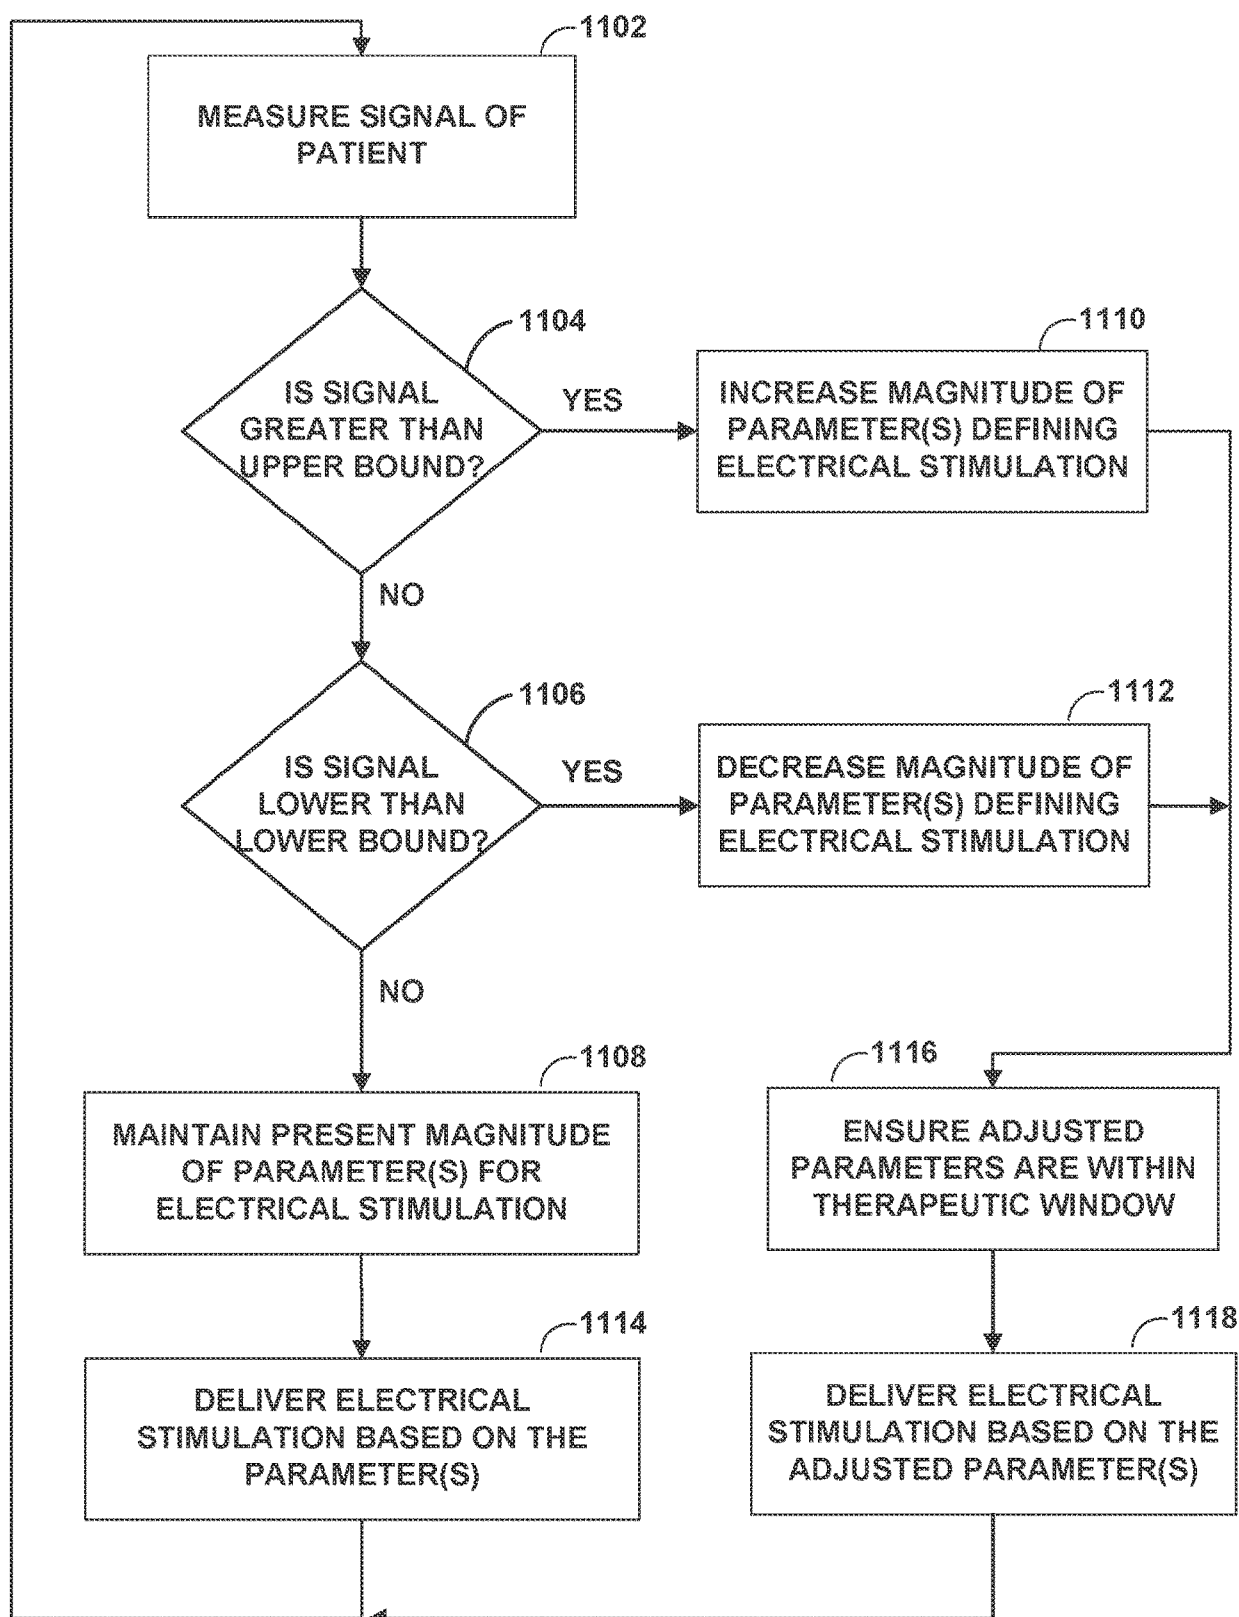 1102
MEASURE SIGNAL OF
PATIENT
1104
IS SIGNAL
GREATER THAN
UPPER BOUND?
YES
1110
INCREASE MAGNITUDE OF
PARAMETER(S) DEFINING
ELECTRICAL STIMULATION
NO
1106
IS SIGNAL
LOWER THAN
LOWER BOUND?
YES
1112
DECREASE MAGNITUDE OF
PARAMETER(S) DEFINING
ELECTRICAL STIMULATION
NO
1108
MAINTAIN PRESENT MAGNITUDE
OF PARAMETER(S) FOR
ELECTRICAL STIMULATION
1116
ENSURE ADJUSTED
PARAMETERS ARE WITHIN
THERAPEUTIC WINDOW
1114
DELIVER ELECTRICAL
STIMULATION BASED ON THE
PARAMETER(S)
1118
DELIVER ELECTRICAL
STIMULATION BASED ON THE
ADJUSTED PARAMETER(S)